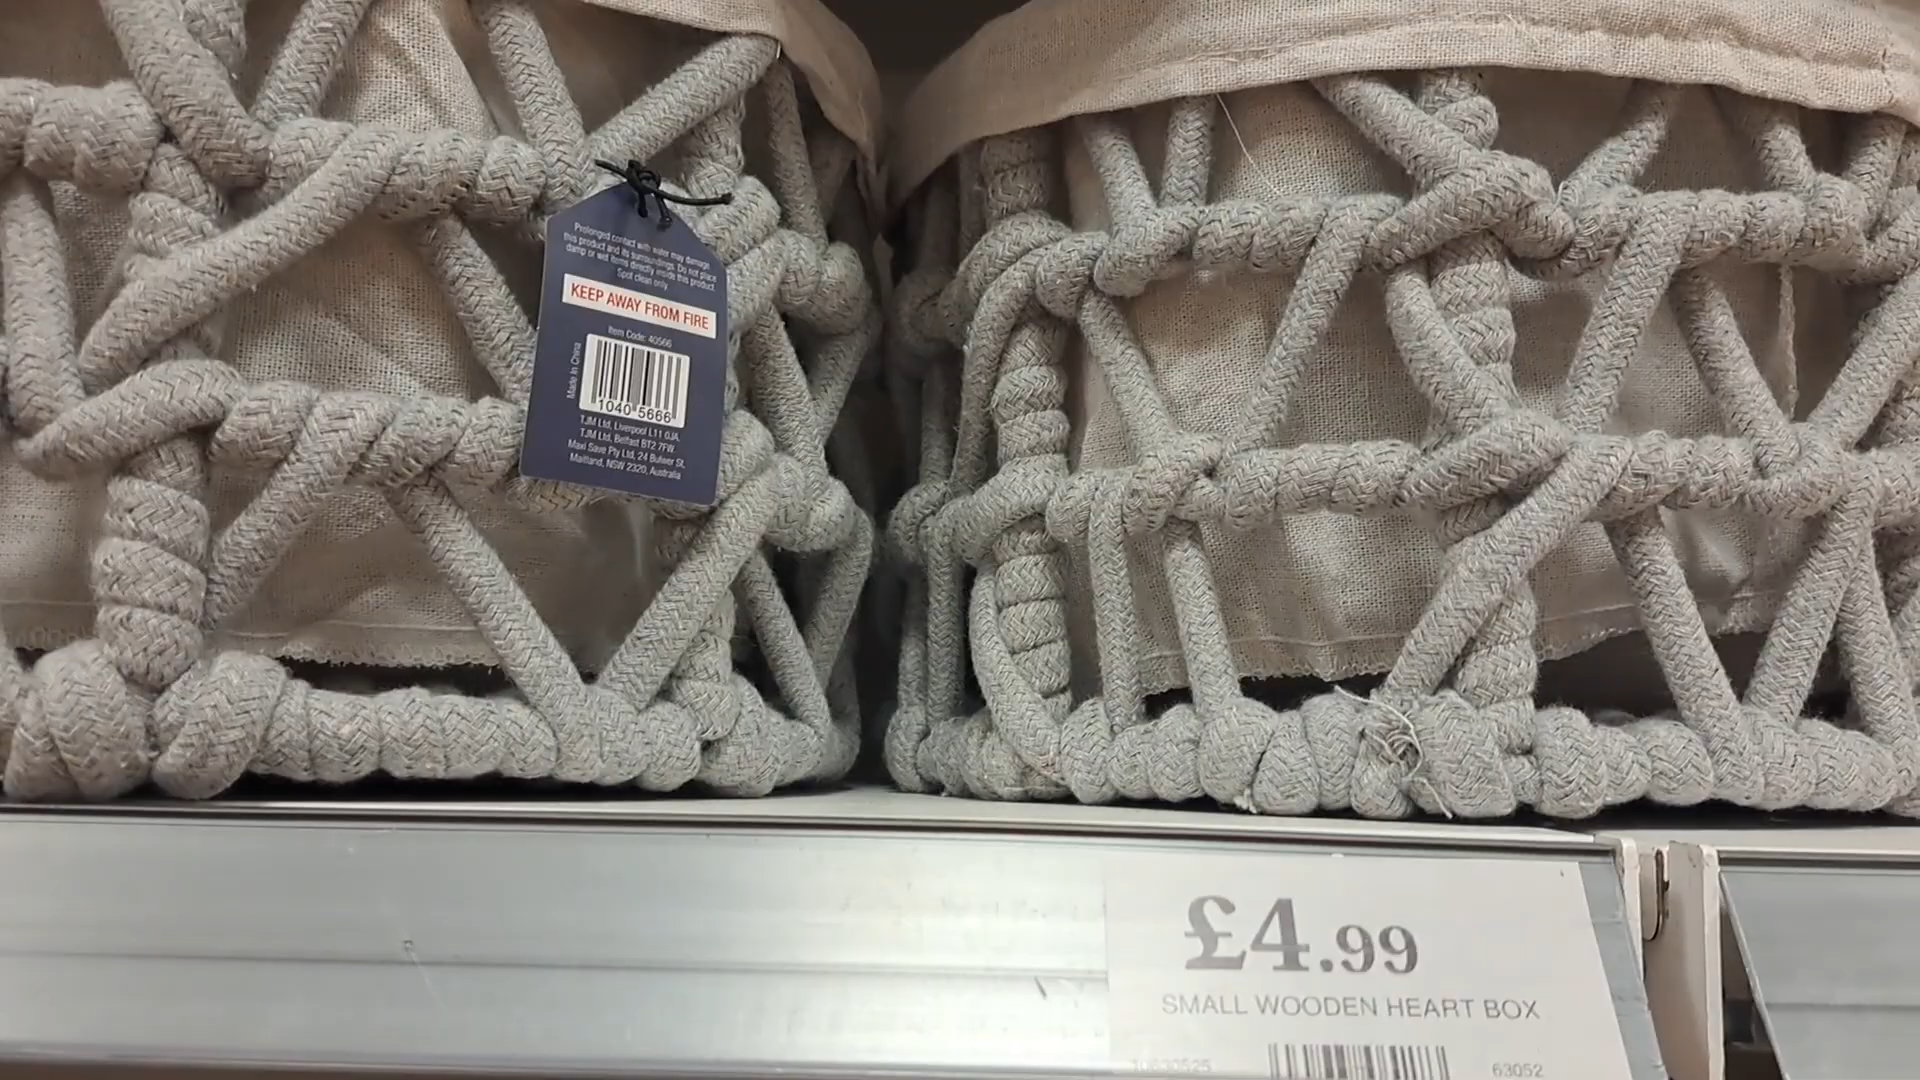 Prolonged contact with water may damage
this product and its surroundings. Do not place
damp or wet items directly inside this product
Spot clean only.
KEEP AWAY FROM FIRE
Item Code: 40566
Made In China
1040 5666
TJM Ltd, Liverpool L11 0JA.
TJM Ltd, Belfast BT2 7FW.
Maxi Save Pty Ltd, 24 Bulwer St,
Maitland, NSW 2320, Australia
£4.99
SMALL WOODEN HEART BOX
63052